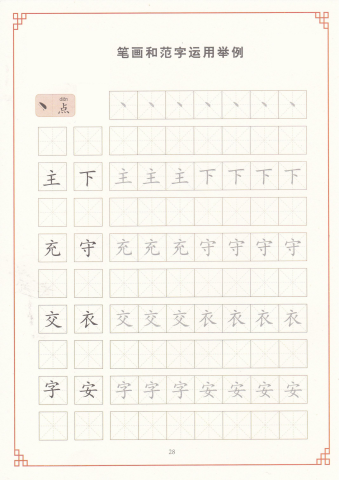 笔画和范字运用举例
丶 点 丶 丶 丶 丶 丶 丶 丶
主 下 主 主 主 下 下 下 下
充 守 充 充 充 守 守 守 守
交 衣 交 交 交 衣 衣 衣 衣
字 安 字 字 字 安 安 安 安
28